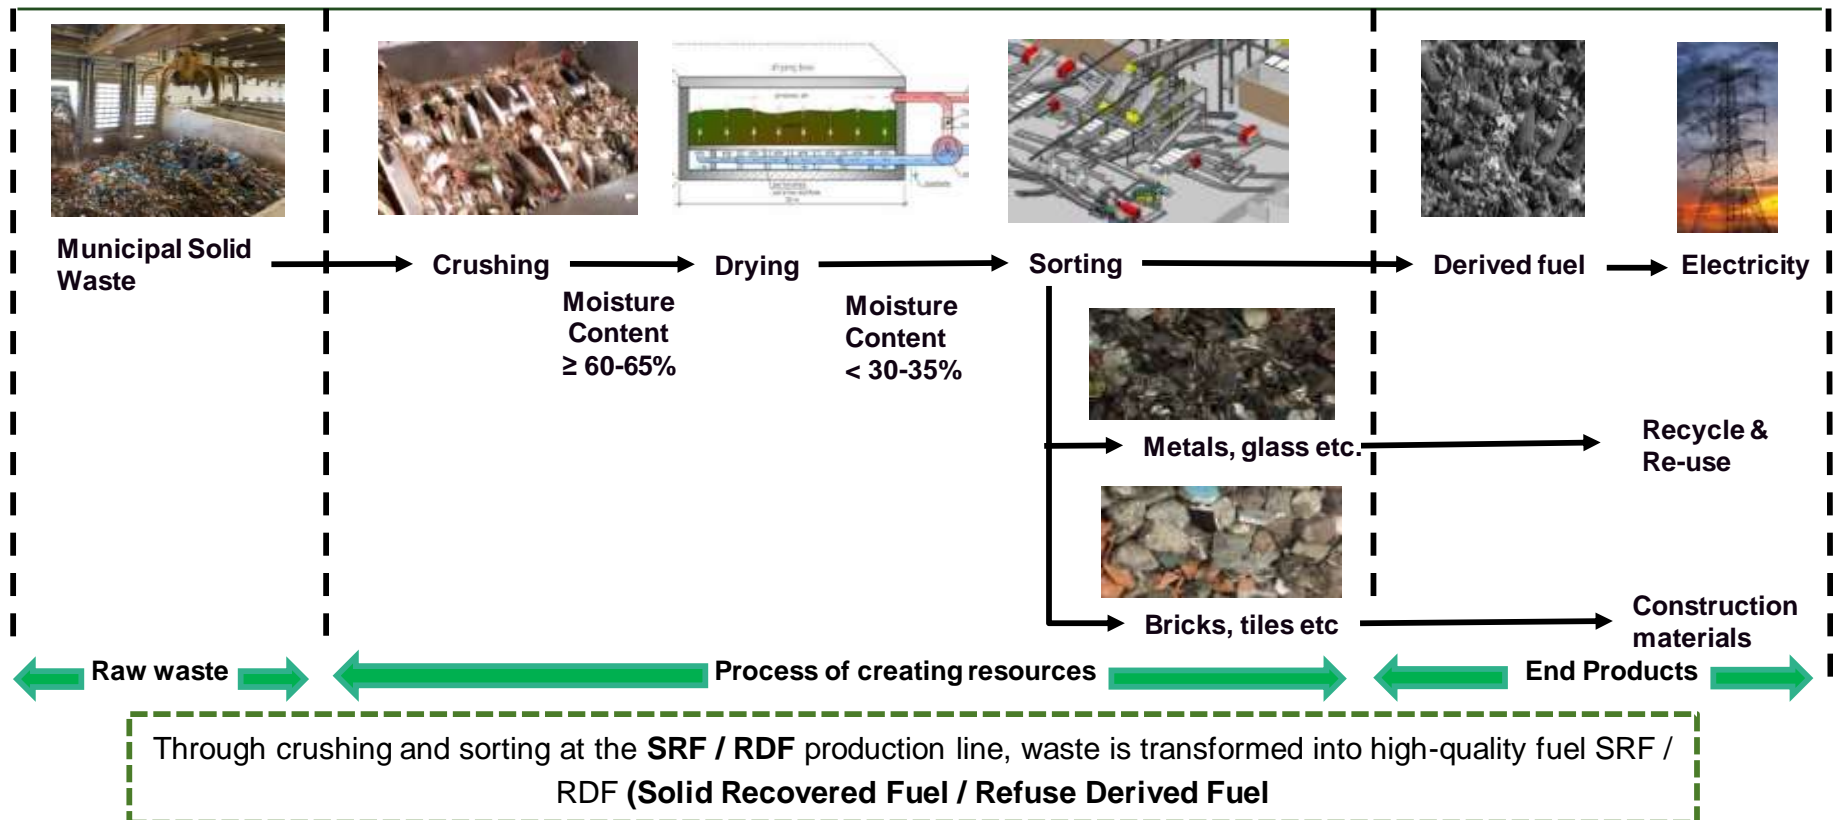 Municipal Solid
Waste
Crushing
Drying
Sorting
Derived fuel
Electricity
Moisture
Content
≥ 60-65%
Moisture
Content
< 30-35%
Metals, glass etc.
Recycle &
Re-use
Bricks, tiles etc
Construction
materials
Raw waste
Process of creating resources
End Products
Through crushing and sorting at the SRF / RDF production line, waste is transformed into high-quality fuel SRF /
RDF (Solid Recovered Fuel / Refuse Derived Fuel